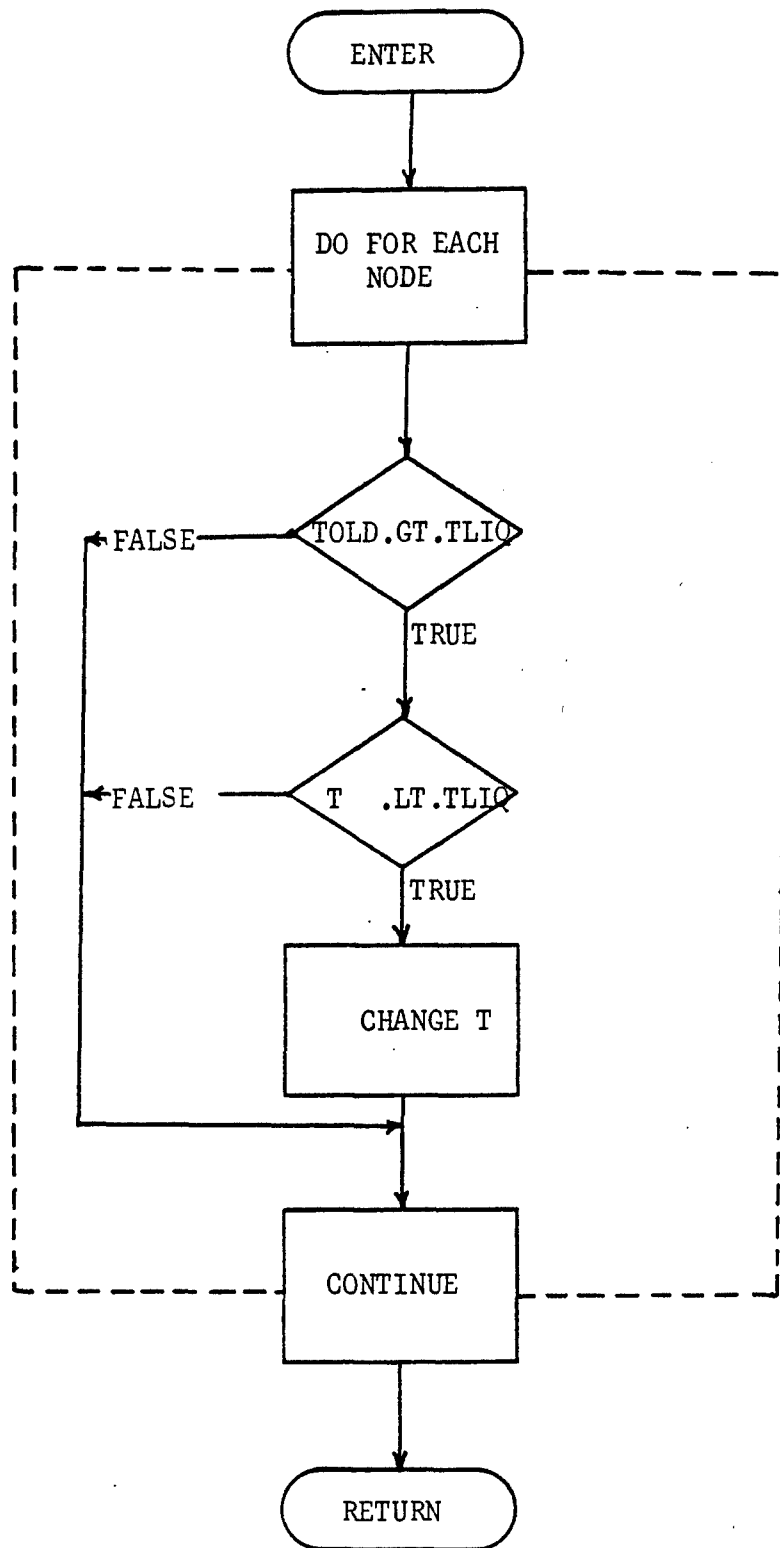 ENTER
DO FOR EACH
NODE
TOLD.GT.TLIQ
FALSE
TRUE
T .LT.TLIQ
FALSE
TRUE
CHANGE T
CONTINUE
RETURN